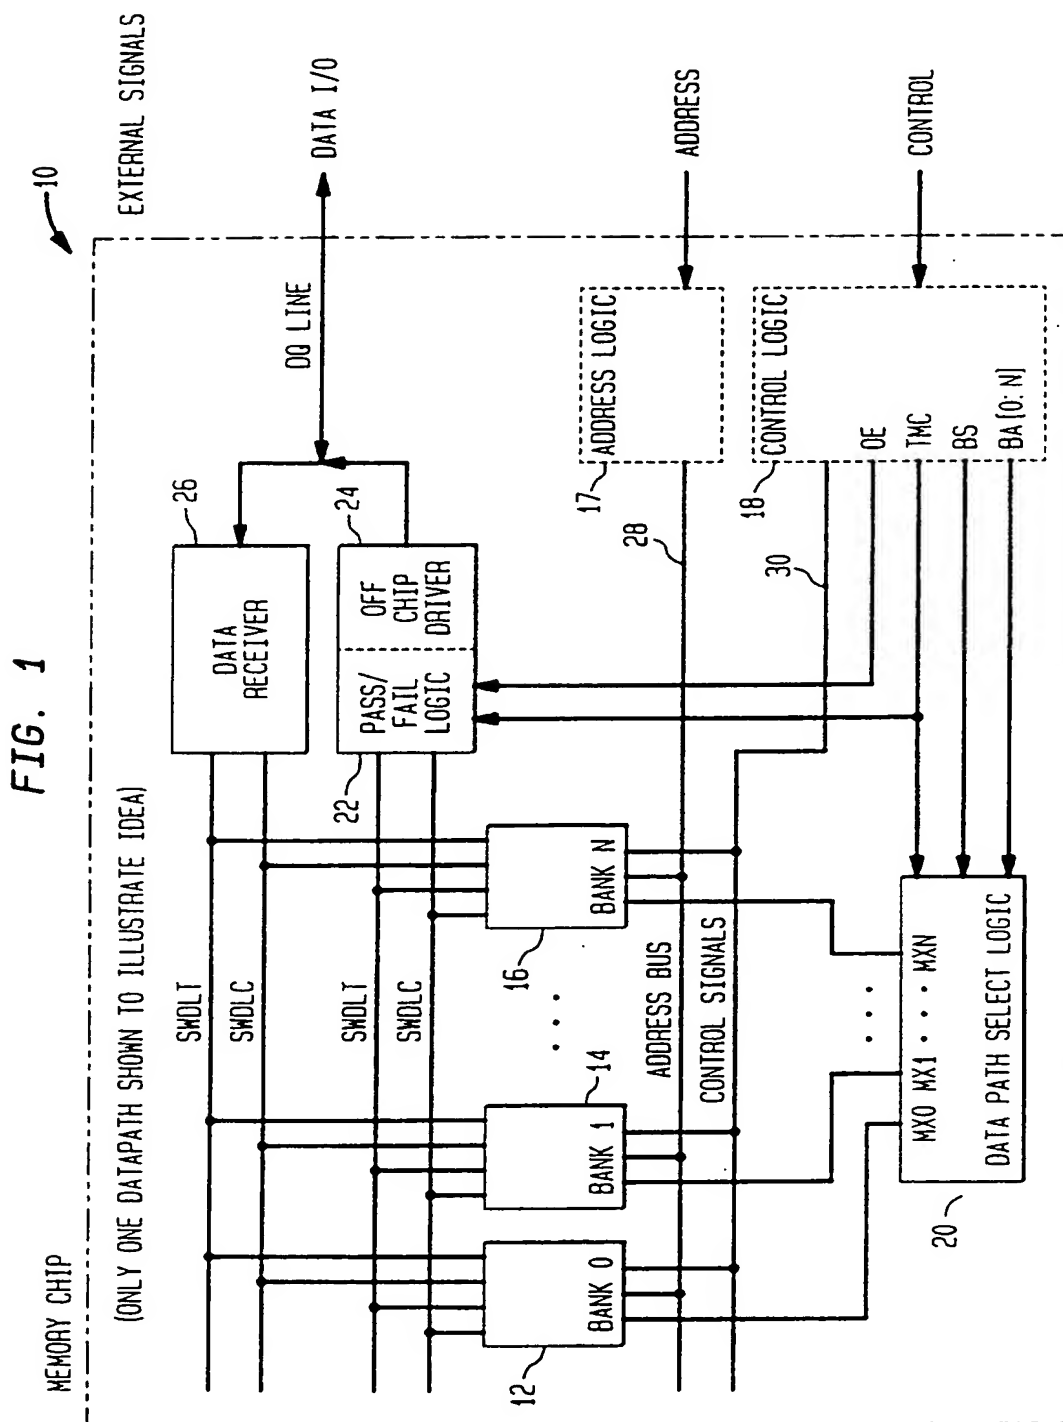 FIG. 1
10
MEMORY CHIP
EXTERNAL SIGNALS
(ONLY ONE DATAPATH SHOWN TO ILLUSTRATE IDEA)
SWDLT
SWDLC
DATA
RECEIVER
26
DQ LINE
DATA I/O
SWDLT
SWDLC
22
PASS/
FAIL
LOGIC
OFF
CHIP
DRIVER
24
12
BANK 0
BANK 1
14
. . .
16
BANK N
ADDRESS BUS
28
17
ADDRESS LOGIC
ADDRESS
CONTROL SIGNALS
30
18
CONTROL LOGIC
CONTROL
OE
TMC
BS
BA[0:N]
. . . .
MX0 MX1 . . . MXN
DATA PATH SELECT LOGIC
20